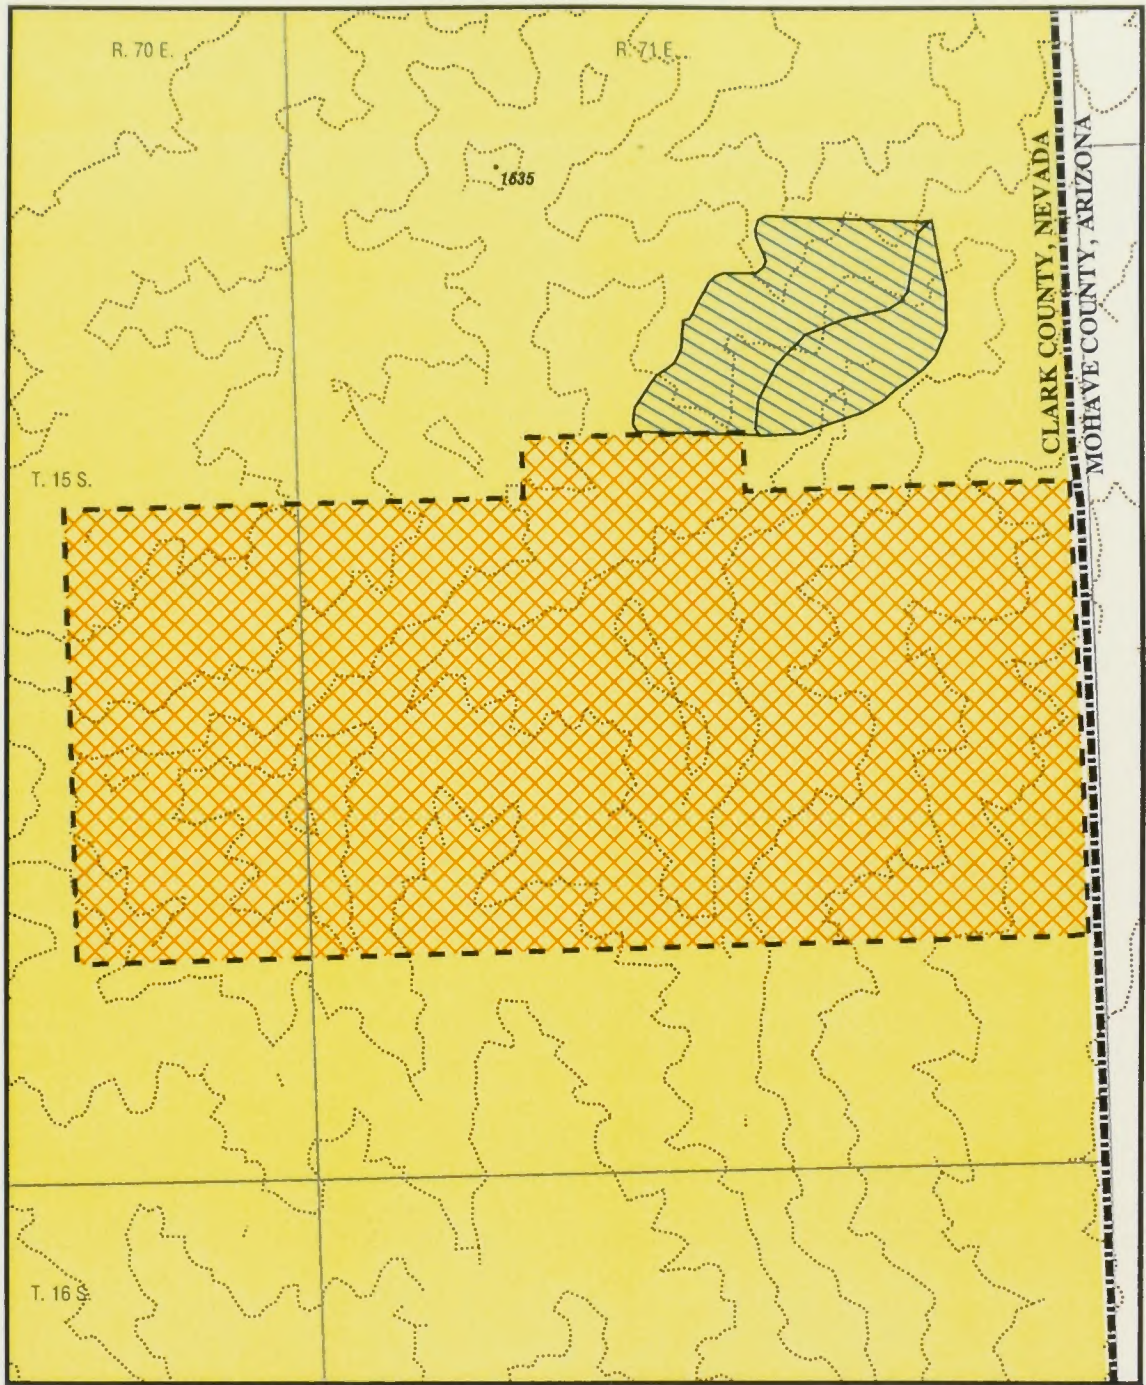 R. 70 E.
R. 71 E.
1635
CLARK COUNTY, NEVADA
MOHAVE COUNTY, ARIZONA
T. 15 S.
T. 16 S.